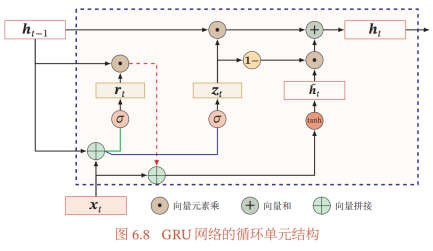 h_{t-1}
h_t
1-
r_t
z_t
h̃_t
σ
σ
tanh
x_t
向量元素乘
向量和
向量拼接
图 6.8 GRU 网络的循环单元结构